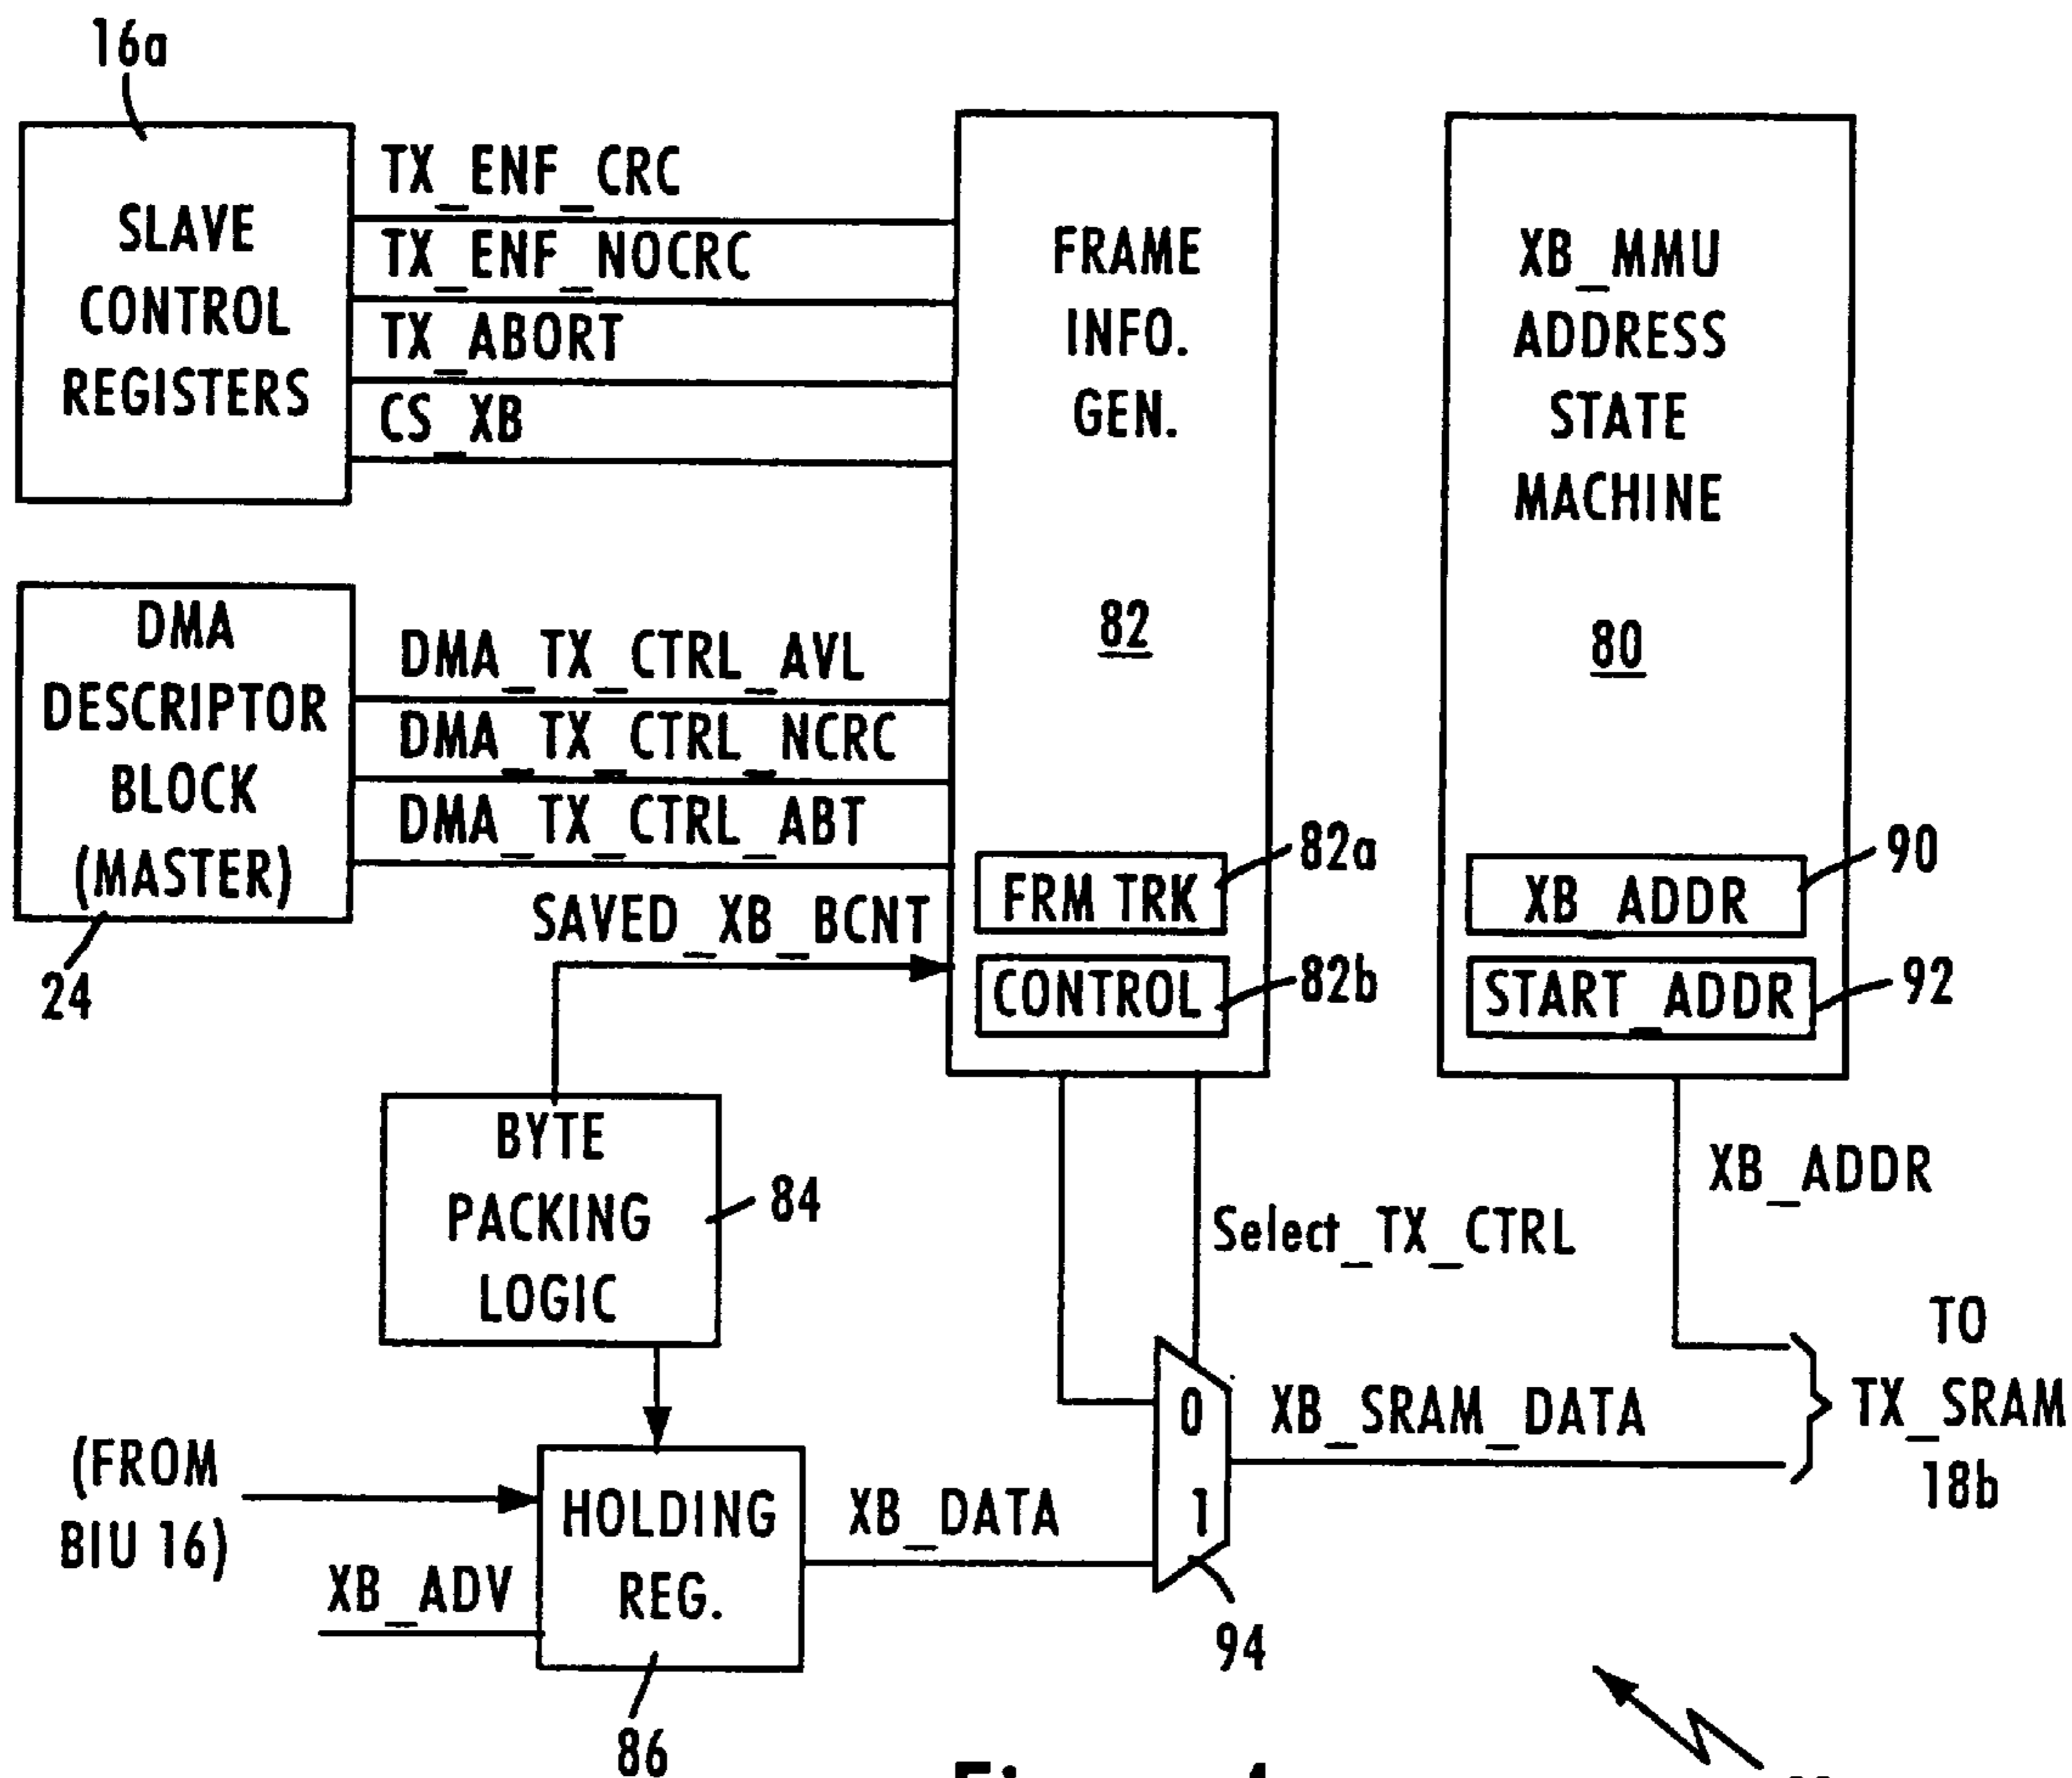 16a
SLAVE
CONTROL
REGISTERS
TX_ENF_CRC
TX_ENF_NOCRC
TX_ABORT
CS_XB
FRAME
INFO.
GEN.
82
XB_MMU
ADDRESS
STATE
MACHINE
80
DMA
DESCRIPTOR
BLOCK
(MASTER)
24
DMA_TX_CTRL_AVL
DMA_TX_CTRL_NCRC
DMA_TX_CTRL_ABT
SAVED_XB_BCNT
FRM TRK
82a
CONTROL
82b
XB_ADDR
90
START_ADDR
92
BYTE
PACKING
LOGIC
84
Select_TX_CTRL
XB_ADDR
TO
TX_SRAM
18b
0
1
XB_SRAM_DATA
94
(FROM
BIU 16)
XB_ADV
HOLDING
REG.
86
XB_DATA